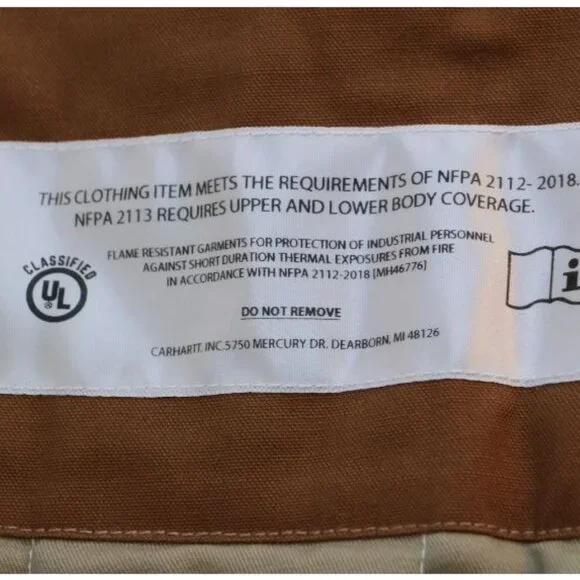 THIS CLOTHING ITEM MEETS THE REQUIREMENTS OF NFPA 2112- 2018.
NFPA 2113 REQUIRES UPPER AND LOWER BODY COVERAGE.
CLASSIFIED
UL
FLAME RESISTANT GARMENTS FOR PROTECTION OF INDUSTRIAL PERSONNEL
AGAINST SHORT DURATION THERMAL EXPOSURES FROM FIRE
IN ACCORDANCE WITH NFPA 2112-2018 [MH46776]
i
DO NOT REMOVE
CARHARTT, INC.5750 MERCURY DR. DEARBORN, MI 48126